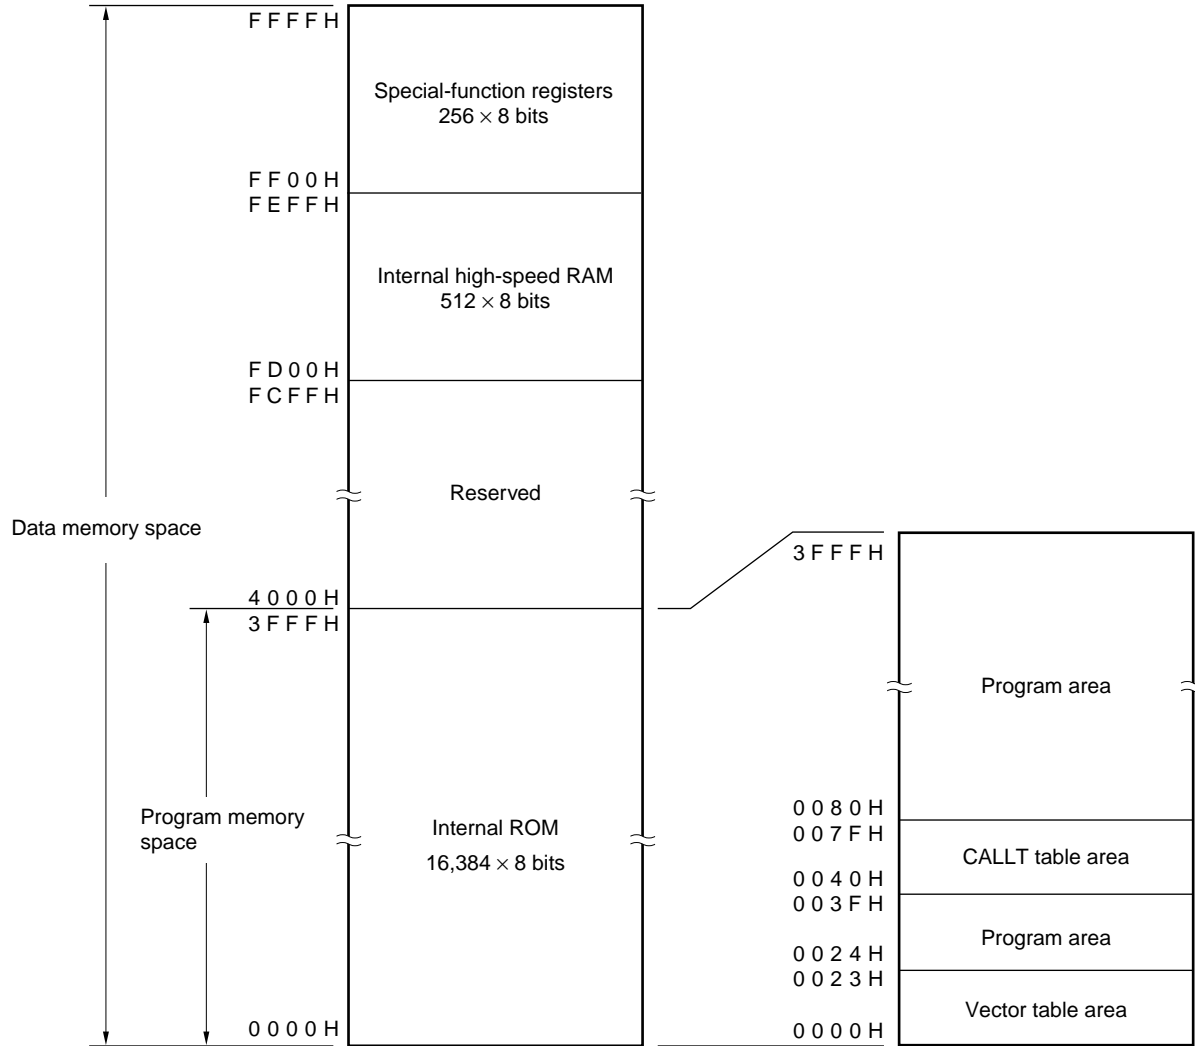 FFFFH
Special-function registers
256 × 8 bits
FF00H
FEFFH
Internal high-speed RAM
512 × 8 bits
FD00H
FCFFH
Reserved
Data memory space
4000H
3FFFH
Program memory
space
Internal ROM
16,384 × 8 bits
0000H
3FFFH
Program area
0080H
007FH
CALLT table area
0040H
003FH
Program area
0024H
0023H
Vector table area
0000H